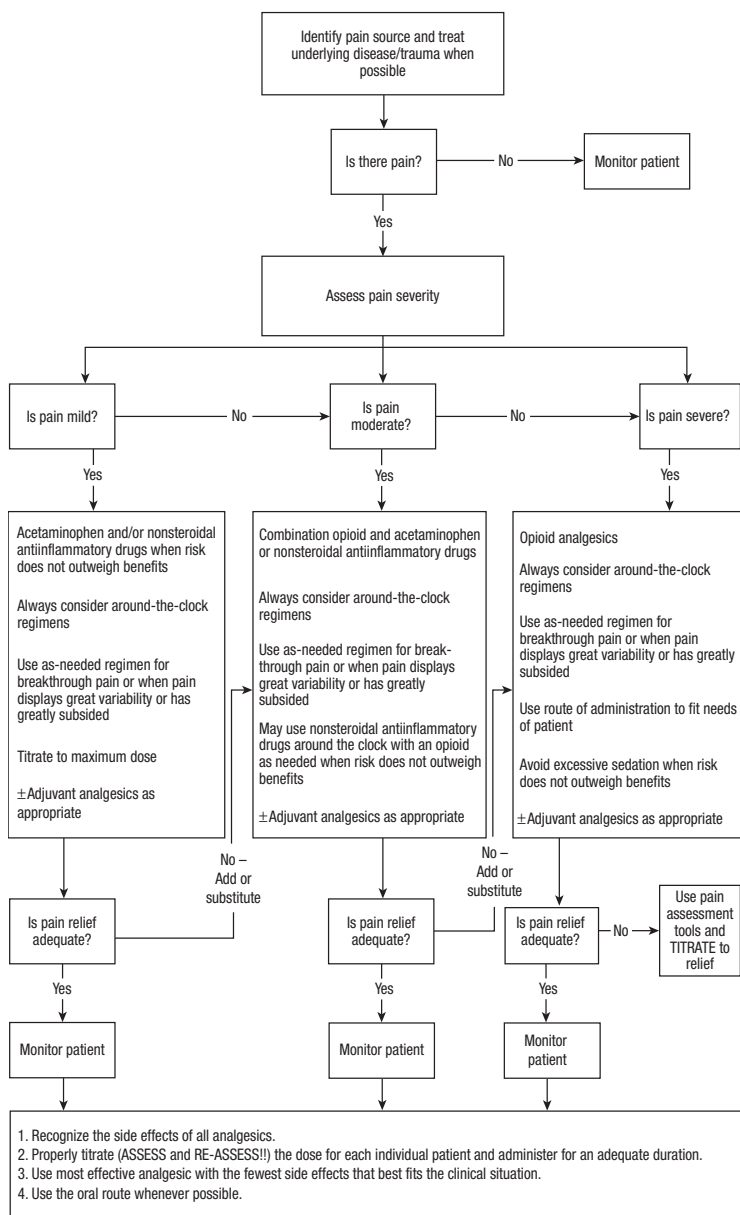 Identify pain source and treat
underlying disease/trauma when
possible
Is there pain?
No
Monitor patient
Yes
Assess pain severity
Is pain mild?
No
Is pain
moderate?
No
Is pain severe?
Yes
Yes
Yes
Acetaminophen and/or nonsteroidal
antiinflammatory drugs when risk
does not outweigh benefits
Always consider around-the-clock
regimens
Use as-needed regimen for
breakthrough pain or when pain
displays great variability or has
greatly subsided
Titrate to maximum dose
±Adjuvant analgesics as
appropriate
Combination opioid and acetaminophen
or nonsteroidal antiinflammatory drugs
Always consider around-the-clock
regimens
Use as-needed regimen for break-
through pain or when pain displays
great variability or has greatly
subsided
May use nonsteroidal antiinflammatory
drugs around the clock with an opioid
as needed when risk does not outweigh
benefits
±Adjuvant analgesics as appropriate
Opioid analgesics
Always consider around-the-clock
regimens
Use as-needed regimen for
breakthrough pain or when pain
displays great variability or has greatly
subsided
Use route of administration to fit needs
of patient
Avoid excessive sedation when risk
does not outweigh benefits
±Adjuvant analgesics as appropriate
No –
Add or
substitute
No –
Add or
substitute
Is pain relief
adequate?
Is pain relief
adequate?
Is pain relief
adequate?
No
Use pain
assessment
tools and
TITRATE to
relief
Yes
Yes
Yes
Monitor patient
Monitor patient
Monitor
patient
1. Recognize the side effects of all analgesics.
2. Properly titrate (ASSESS and RE-ASSESS!!) the dose for each individual patient and administer for an adequate duration.
3. Use most effective analgesic with the fewest side effects that best fits the clinical situation.
4. Use the oral route whenever possible.